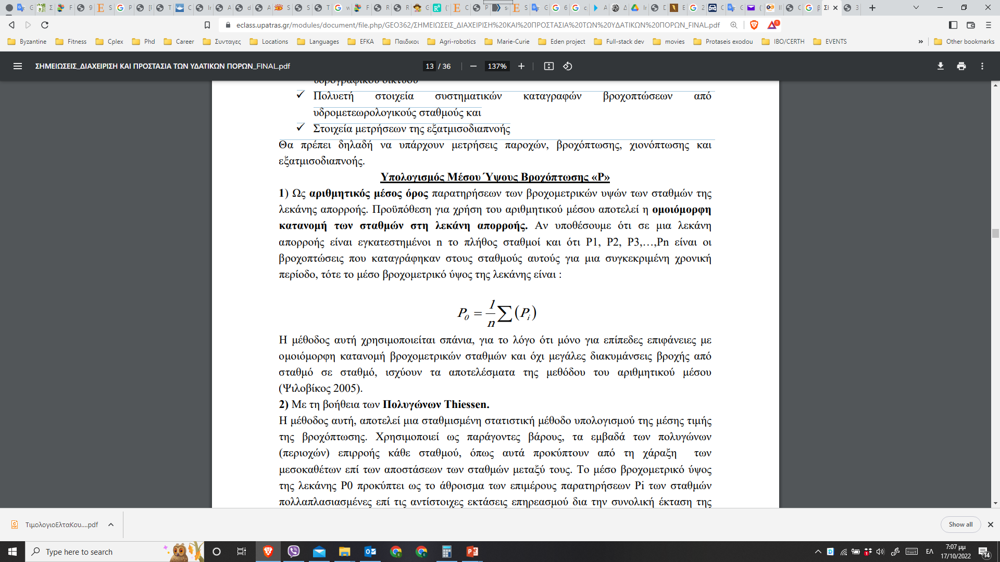 eclass.upatras.gr/modules/document/file.php/GEO362/ΣΗΜΕΙΩΣΕΙΣ_ΔΙΑΧΕΙΡΙΣΗ%20ΚΑΙ%20ΠΡΟΣΤΑΣΙΑ%20ΤΩΝ%20ΥΔΑΤΙΚΩΝ%20ΠΟΡΩΝ_FINAL.pdf
Byzantine Fitness Cplex Phd Career Συνταγες Locations Languages EFKA Παιδικοι Agri-robotics Marie-Curie Eden project Full-stack dev movies Protaseis exodou IBO/CERTH EVENTS » Other bookmarks
ΣΗΜΕΙΩΣΕΙΣ_ΔΙΑΧΕΙΡΙΣΗ ΚΑΙ ΠΡΟΣΤΑΣΙΑ ΤΩΝ ΥΔΑΤΙΚΩΝ ΠΟΡΩΝ_FINAL.pdf 13 / 36 137%
υδρογραφικού δικτύου
✓ Πολυετή στοιχεία συστηματικών καταγραφών βροχοπτώσεων από
υδρομετεωρολογικούς σταθμούς και
✓ Στοιχεία μετρήσεων της εξατμισοδιαπνοής
Θα πρέπει δηλαδή να υπάρχουν μετρήσεις παροχών, βροχόπτωσης, χιονόπτωσης και
εξατμισοδιαπνοής.
Υπολογισμός Μέσου Ύψους Βροχόπτωσης «P»
1) Ως αριθμητικός μέσος όρος παρατηρήσεων των βροχομετρικών υψών των σταθμών της
λεκάνης απορροής. Προϋπόθεση για χρήση του αριθμητικού μέσου αποτελεί η ομοιόμορφη
κατανομή των σταθμών στη λεκάνη απορροής. Αν υποθέσουμε ότι σε μια λεκάνη
απορροής είναι εγκατεστημένοι n το πλήθος σταθμοί και ότι P1, P2, P3,…,Pn είναι οι
βροχοπτώσεις που καταγράφηκαν στους σταθμούς αυτούς για μια συγκεκριμένη χρονική
περίοδο, τότε το μέσο βροχομετρικό ύψος της λεκάνης είναι :
P₀ = 1/n ∑(Pᵢ)
Η μέθοδος αυτή χρησιμοποιείται σπάνια, για το λόγο ότι μόνο για επίπεδες επιφάνειες με
ομοιόμορφη κατανομή βροχομετρικών σταθμών και όχι μεγάλες διακυμάνσεις βροχής από
σταθμό σε σταθμό, ισχύουν τα αποτελέσματα της μεθόδου του αριθμητικού μέσου
(Ψιλοβίκος 2005).
2) Με τη βοήθεια των Πολυγώνων Thiessen.
Η μέθοδος αυτή, αποτελεί μια σταθμισμένη στατιστική μέθοδο υπολογισμού της μέσης τιμής
της βροχόπτωσης. Χρησιμοποιεί ως παράγοντες βάρους, τα εμβαδά των πολυγώνων
(περιοχών) επιρροής κάθε σταθμού, όπως αυτά προκύπτουν από τη χάραξη των
μεσοκαθέτων επί των αποστάσεων των σταθμών μεταξύ τους. Το μέσο βροχομετρικό ύψος
της λεκάνης P0 προκύπτει ως το άθροισμα των επιμέρους παρατηρήσεων Pi των σταθμών
πολλαπλασιασμένες επί τις αντίστοιχες εκτάσεις επηρεασμού δια την συνολική έκταση της
ΤιμολογιοΕλταΚου....pdf Show all
Type here to search ΕΛ 7:07 μμ
17/10/2022 14